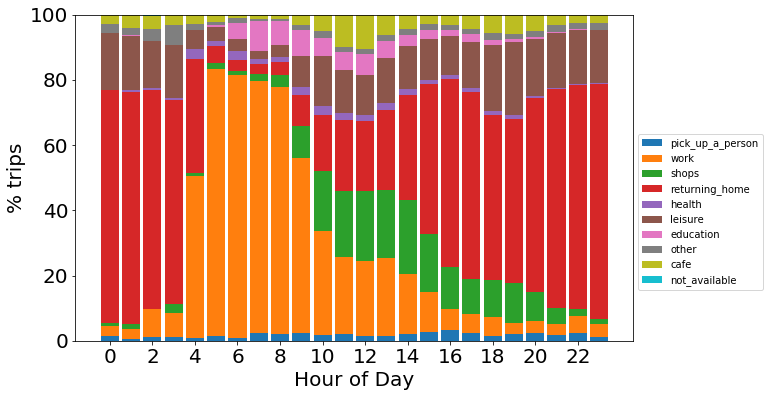 % trips
100
80
60
40
20
0
0 2 4 6 8 10 12 14 16 18 20 22
Hour of Day
pick_up_a_person
work
shops
returning_home
health
leisure
education
other
cafe
not_available